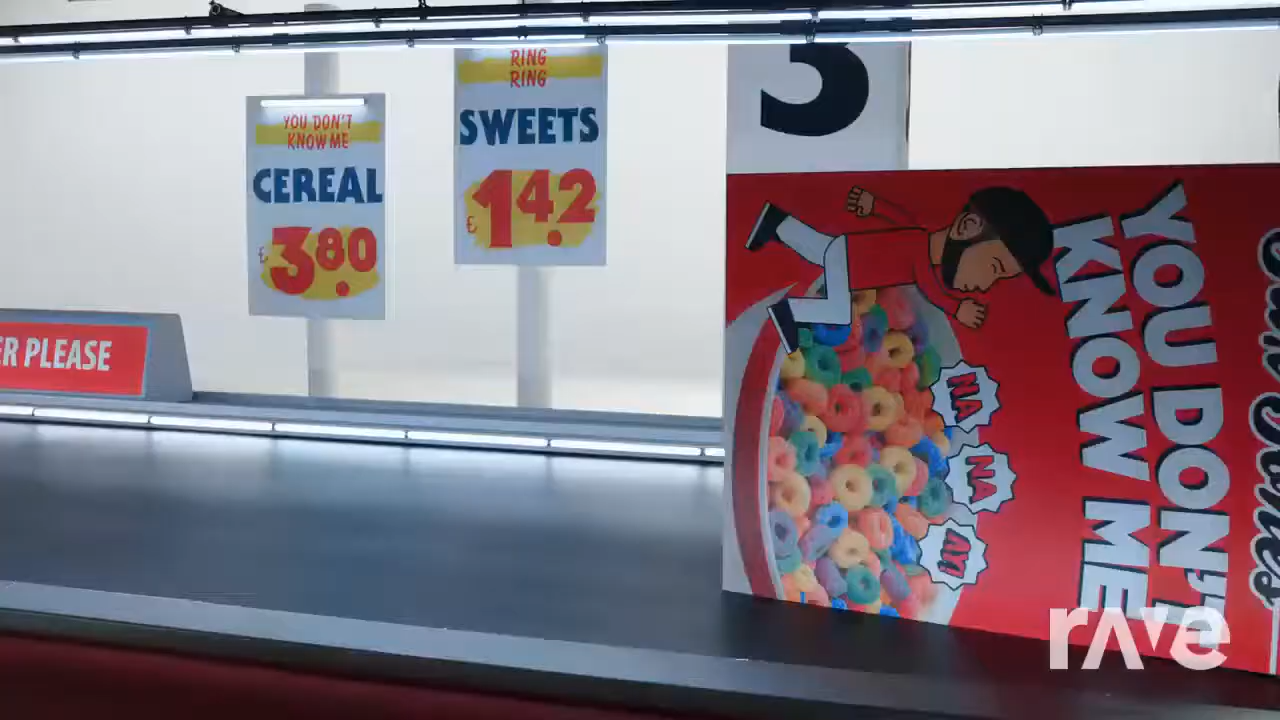 YOU DON'T
KNOW ME
CEREAL
£3.80
RING
RING
SWEETS
£1.42
3
ER PLEASE
YOU DON'T
KNOW ME
NA
NA
NA
rave